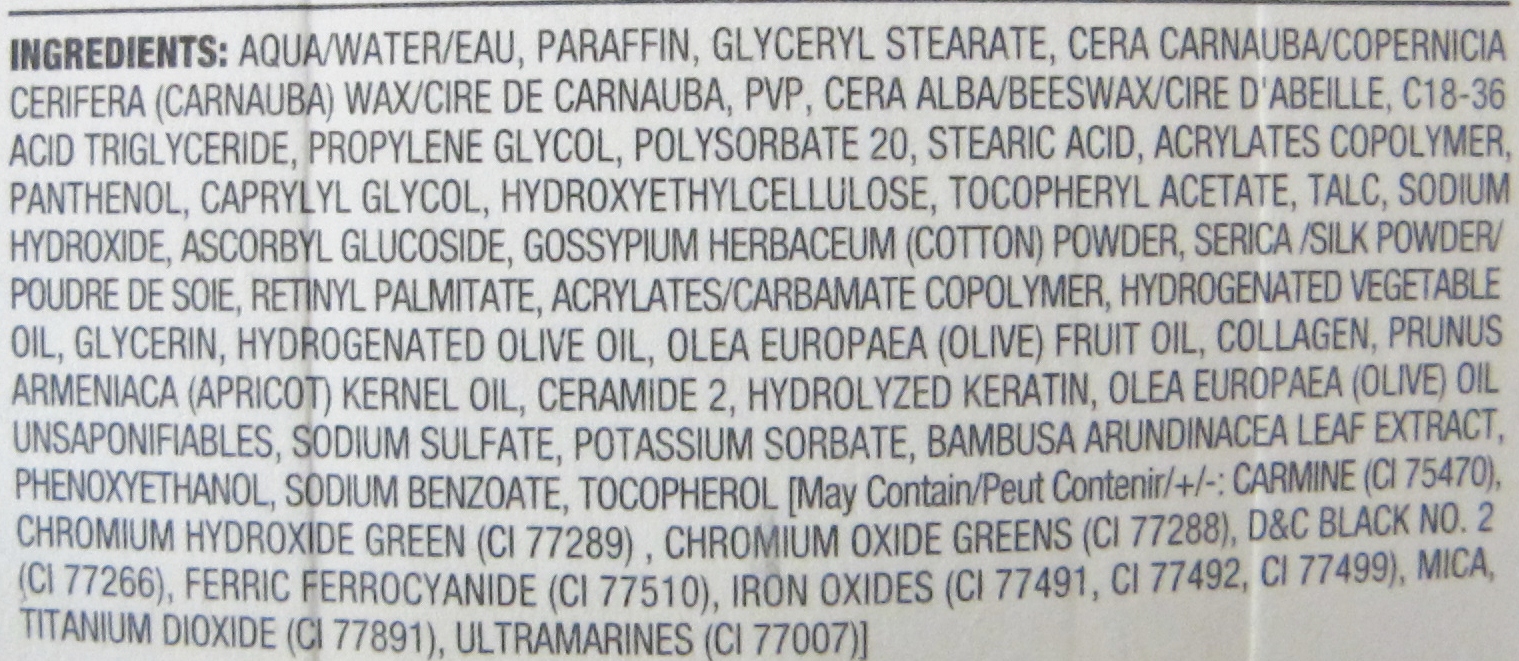 INGREDIENTS: AQUA/WATER/EAU, PARAFFIN, GLYCERYL STEARATE, CERA CARNAUBA/COPERNICIA
CERIFERA (CARNAUBA) WAX/CIRE DE CARNAUBA, PVP, CERA ALBA/BEESWAX/CIRE D'ABEILLE, C18-36
ACID TRIGLYCERIDE, PROPYLENE GLYCOL, POLYSORBATE 20, STEARIC ACID, ACRYLATES COPOLYMER,
PANTHENOL, CAPRYLYL GLYCOL, HYDROXYETHYLCELLULOSE, TOCOPHERYL ACETATE, TALC, SODIUM
HYDROXIDE, ASCORBYL GLUCOSIDE, GOSSYPIUM HERBACEUM (COTTON) POWDER, SERICA /SILK POWDER/
POUDRE DE SOIE, RETINYL PALMITATE, ACRYLATES/CARBAMATE COPOLYMER, HYDROGENATED VEGETABLE
OIL, GLYCERIN, HYDROGENATED OLIVE OIL, OLEA EUROPAEA (OLIVE) FRUIT OIL, COLLAGEN, PRUNUS
ARMENIACA (APRICOT) KERNEL OIL, CERAMIDE 2, HYDROLYZED KERATIN, OLEA EUROPAEA (OLIVE) OIL
UNSAPONIFIABLES, SODIUM SULFATE, POTASSIUM SORBATE, BAMBUSA ARUNDINACEA LEAF EXTRACT,
PHENOXYETHANOL, SODIUM BENZOATE, TOCOPHEROL [May Contain/Peut Contenir/+/-: CARMINE (CI 75470),
CHROMIUM HYDROXIDE GREEN (CI 77289) , CHROMIUM OXIDE GREENS (CI 77288), D&C BLACK NO. 2
(CI 77266), FERRIC FERROCYANIDE (CI 77510), IRON OXIDES (CI 77491, CI 77492, CI 77499), MICA,
TITANIUM DIOXIDE (CI 77891), ULTRAMARINES (CI 77007)]